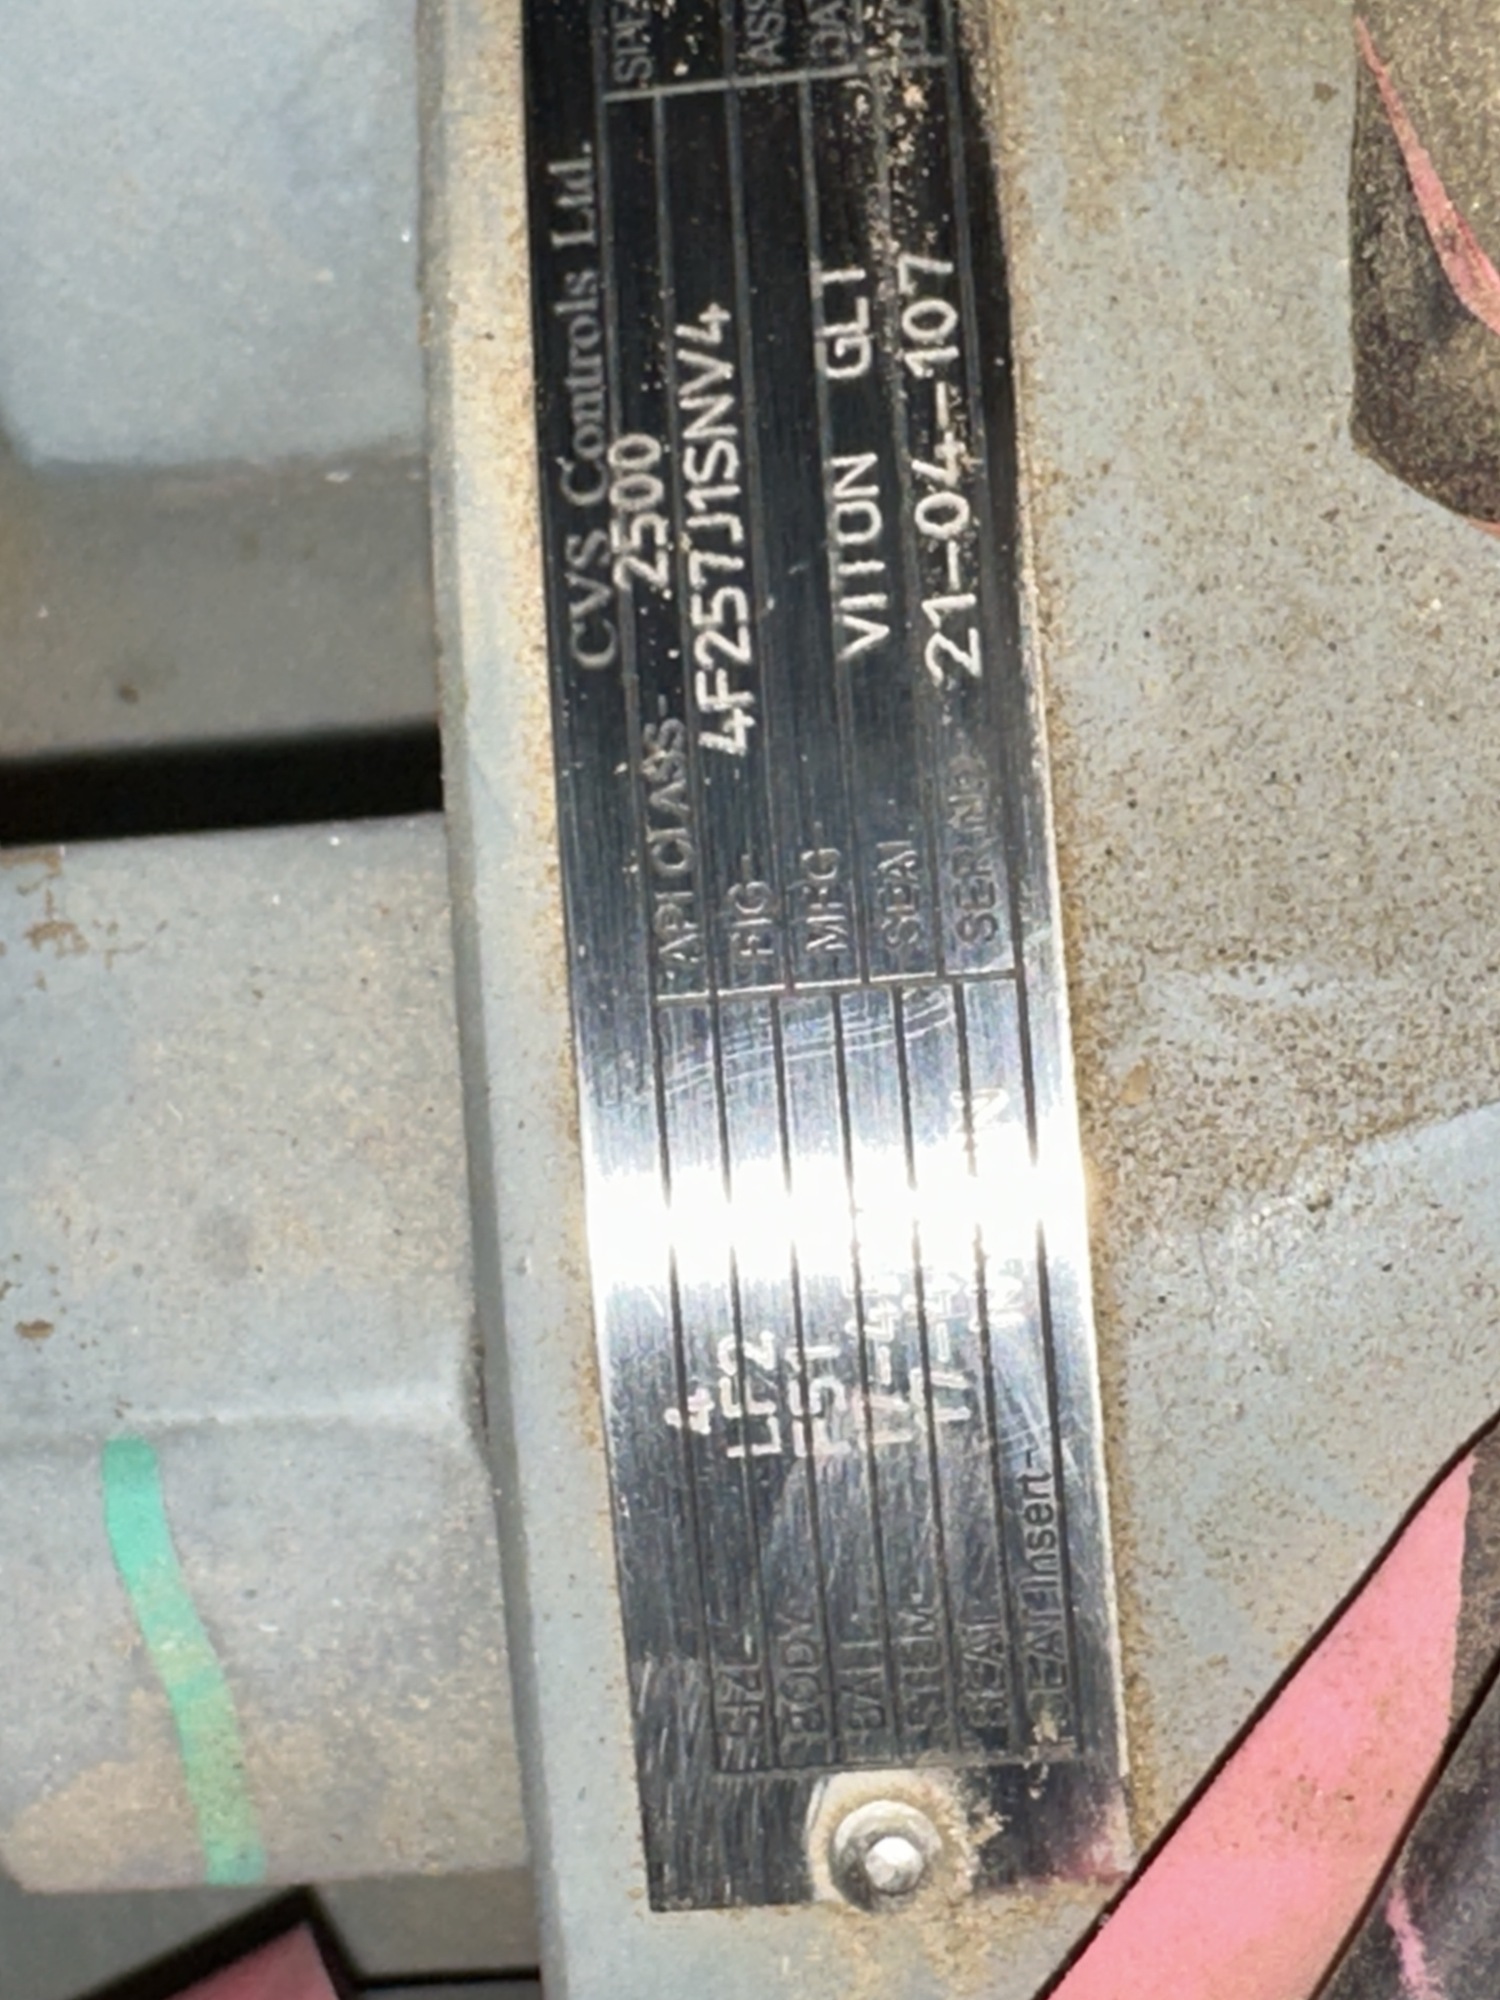 CVS Controls Ltd.
SIZE- 4
BODY- LF2
BALL- F51
STEM- 17-4
SEAT- 17-4
SEAT Insert-
API CLASS- 2500
FIG- 4F257J1SNV4
MFG-
SEAL VITON GLT
SER. No 21-04-107